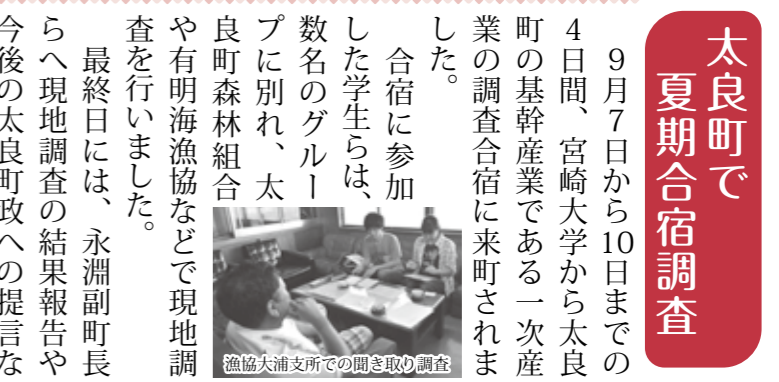 太良町で
夏期合宿調査
９月７日から10日までの
４日間、宮崎大学から太良
町の基幹産業である一次産
業の調査合宿に来町されま
した。
合宿に参加
した学生らは、
数名のグルー
プに別れ、太
良町森林組合
や有明海漁協などで現地調
査を行いました。
最終日には、永淵副町長
らへ現地調査の結果報告や
今後の太良町政への提言な
漁協大浦支所での聞き取り調査